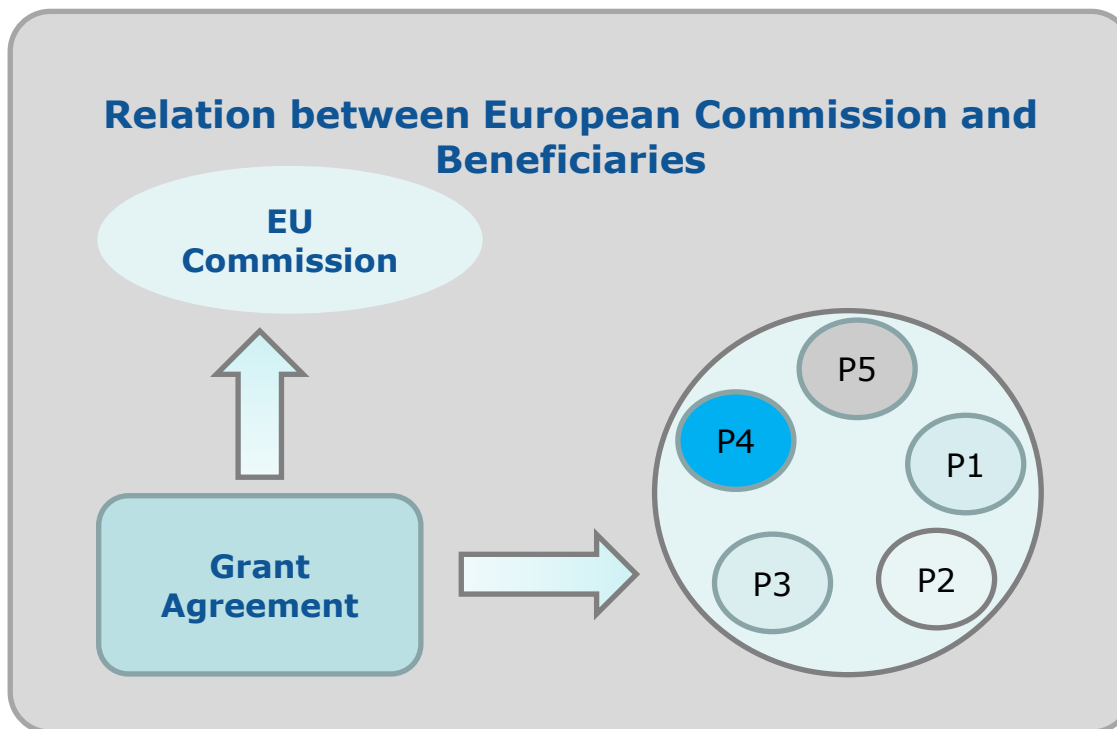 Relation between European Commission and
Beneficiaries
EU
Commission
P5
P4
P1
Grant
Agreement
P3
P2